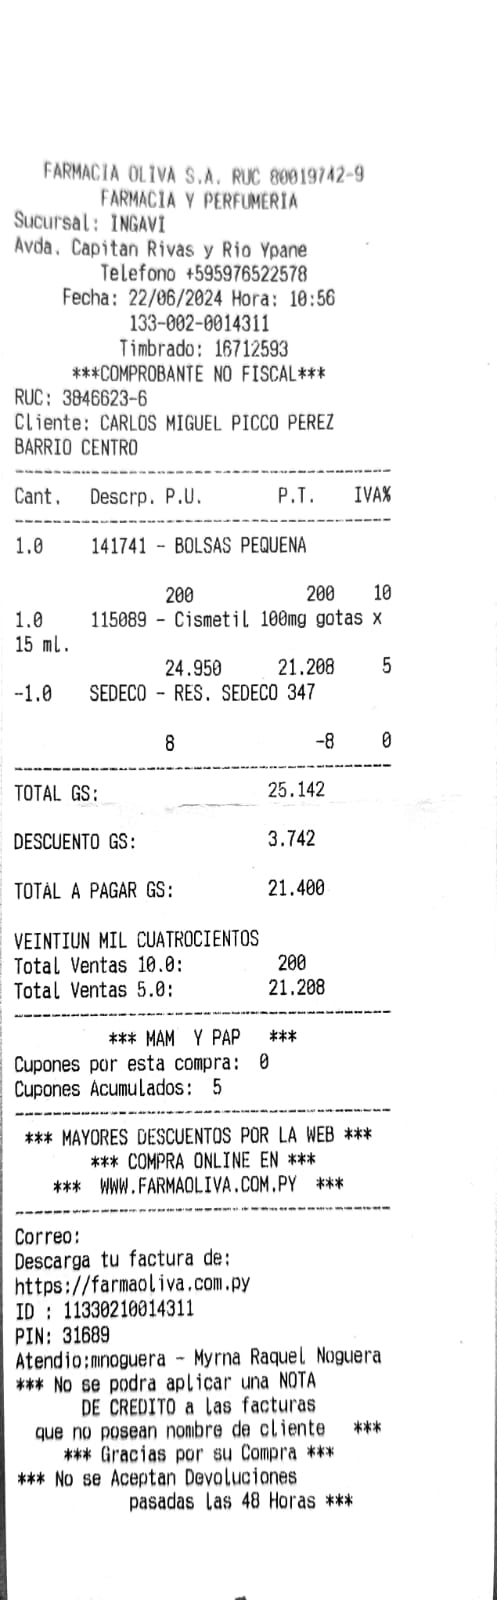 FARMACIA OLIVA S.A. RUC 80019742-9
FARMACIA Y PERFUMERIA
Sucursal: INGAVI
Avda. Capitan Rivas y Rio Ypane
Telefono +595976522578
Fecha: 22/06/2024 Hora: 10:56
133-002-0014311
Timbrado: 16712593
***COMPROBANTE NO FISCAL***
RUC: 3846623-6
Cliente: CARLOS MIGUEL PICCO PEREZ
BARRIO CENTRO
----------------------------------------
Cant. Descrp. P.U. P.T. IVA%
----------------------------------------
1.0 141741 - BOLSAS PEQUENA
200 200 10
1.0 115089 - Cismetil 100mg gotas x
15 ml.
24.950 21.208 5
-1.0 SEDECO - RES. SEDECO 347
8 -8 0
----------------------------------------
TOTAL GS: 25.142
DESCUENTO GS: 3.742
TOTAL A PAGAR GS: 21.400
VEINTIUN MIL CUATROCIENTOS
Total Ventas 10.0: 200
Total Ventas 5.0: 21.208
----------------------------------------
*** MAM Y PAP ***
Cupones por esta compra: 0
Cupones Acumulados: 5
----------------------------------------
*** MAYORES DESCUENTOS POR LA WEB ***
*** COMPRA ONLINE EN ***
*** WWW.FARMAOLIVA.COM.PY ***
----------------------------------------
Correo:
Descarga tu factura de:
https://farmaoliva.com.py
ID : 11330210014311
PIN: 31689
Atendio:mnoguera - Myrna Raquel Noguera
*** No se podra aplicar una NOTA
DE CREDITO a las facturas
que no posean nombre de cliente ***
*** Gracias por su Compra ***
*** No se Aceptan Devoluciones
pasadas las 48 Horas ***